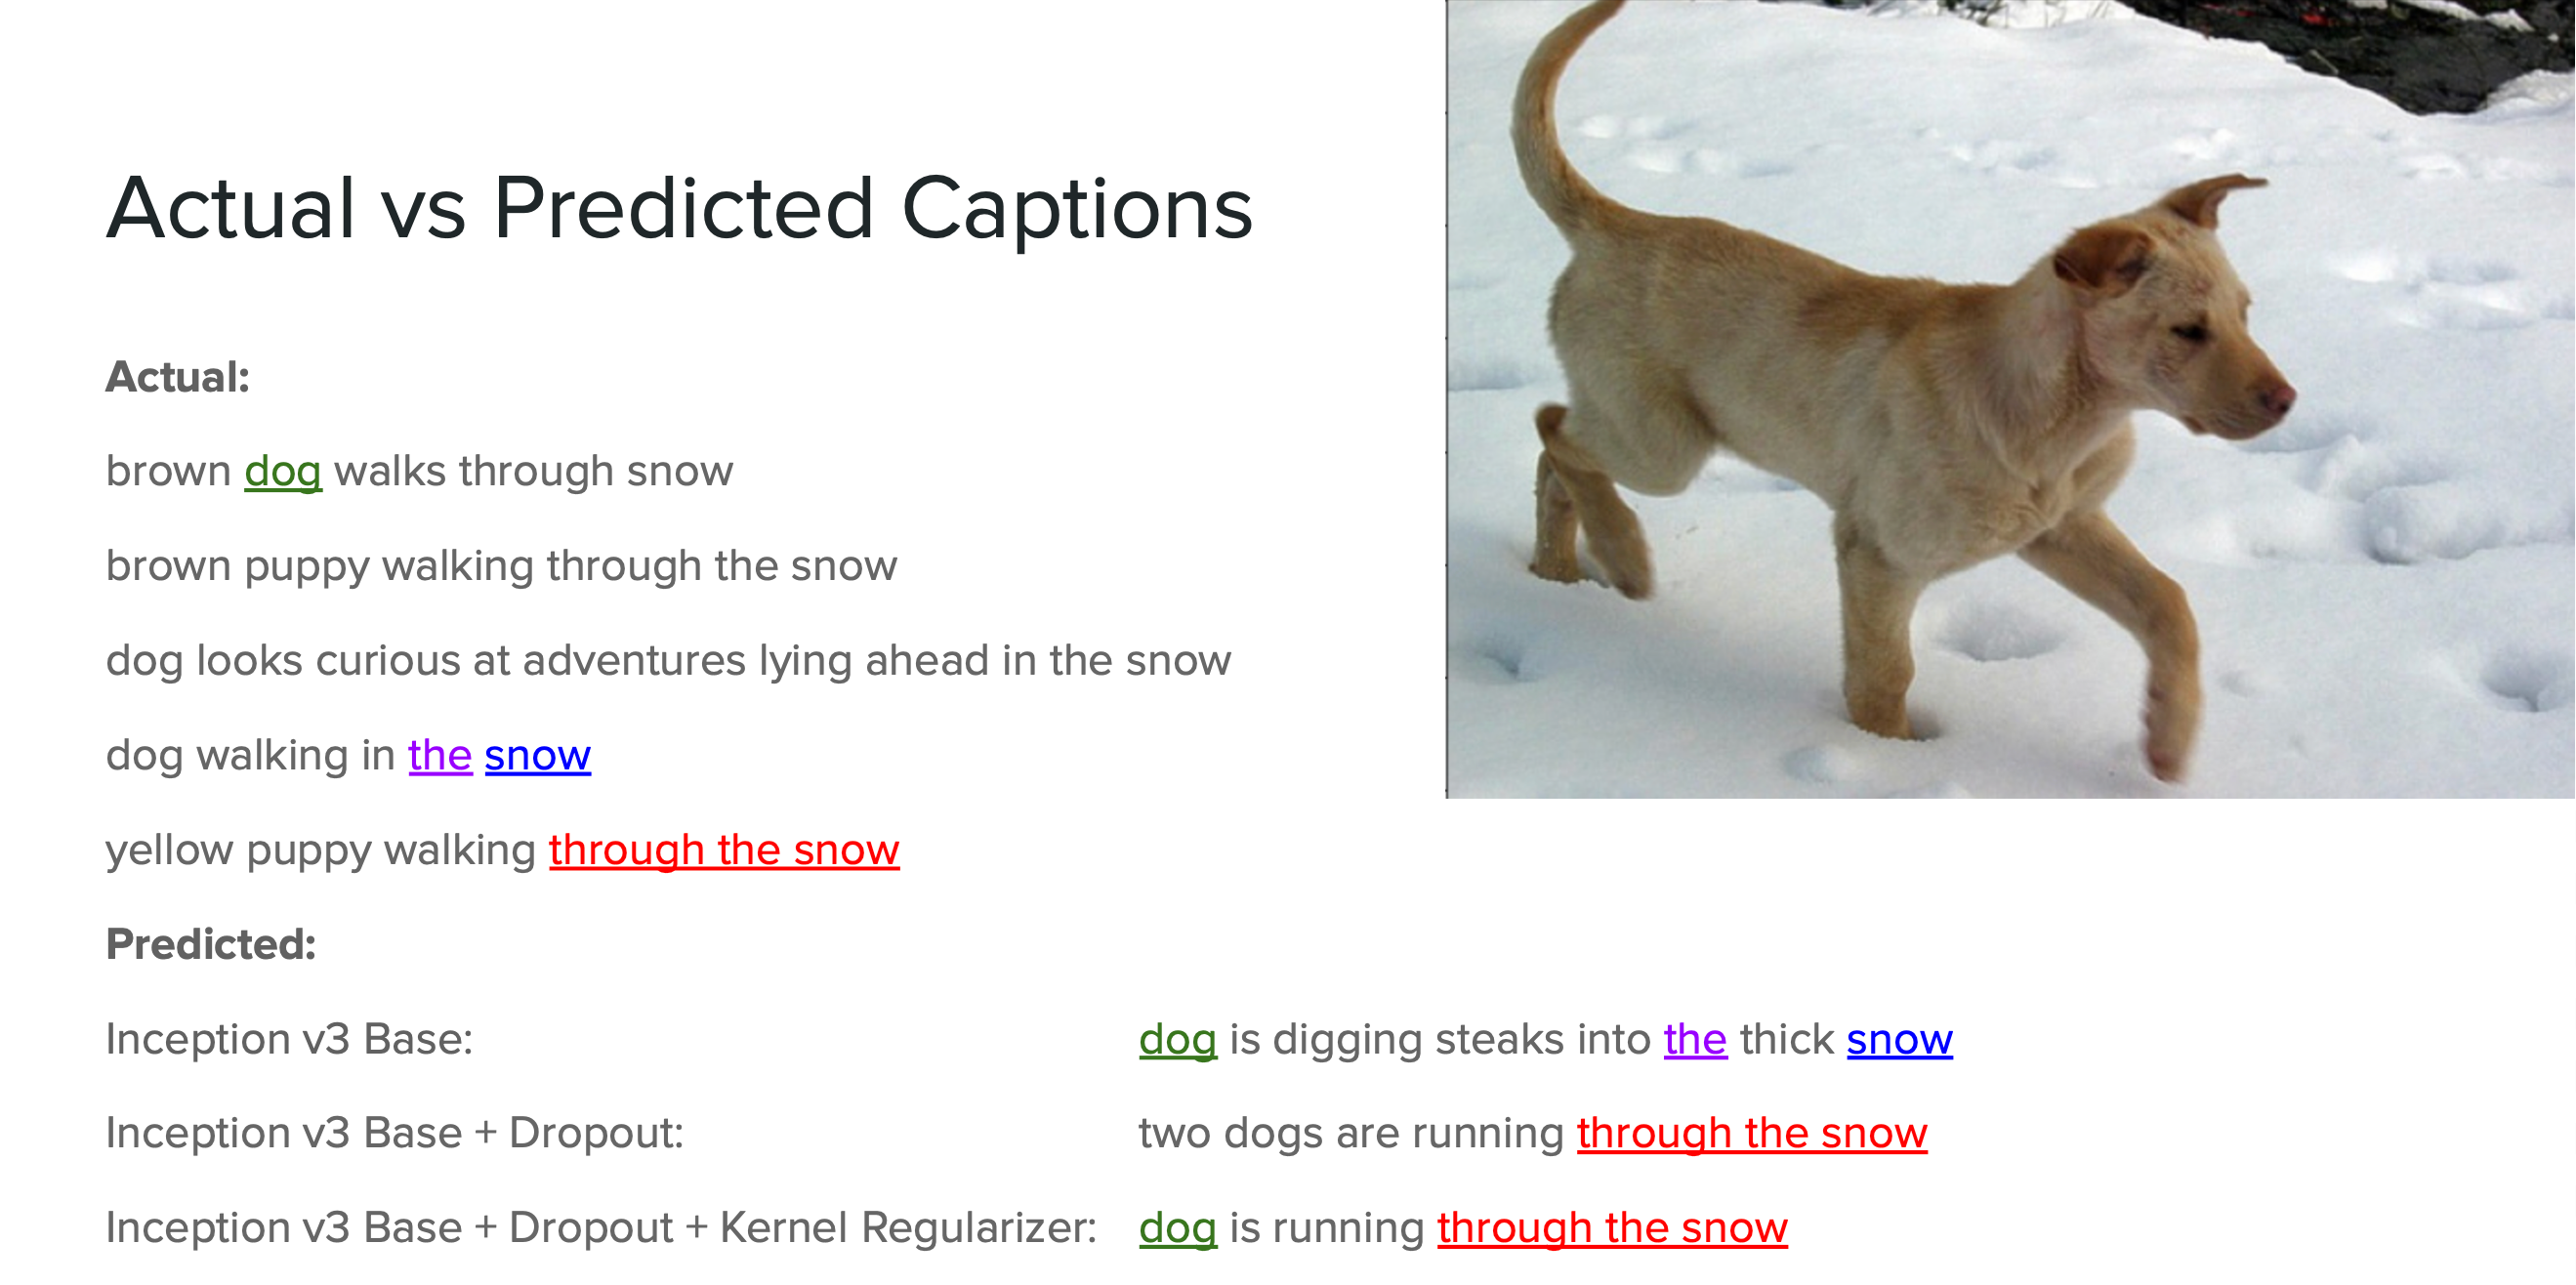 Actual vs Predicted Captions
Actual:
brown dog walks through snow
brown puppy walking through the snow
dog looks curious at adventures lying ahead in the snow
dog walking in the snow
yellow puppy walking through the snow
Predicted:
Inception v3 Base: dog is digging steaks into the thick snow
Inception v3 Base + Dropout: two dogs are running through the snow
Inception v3 Base + Dropout + Kernel Regularizer: dog is running through the snow